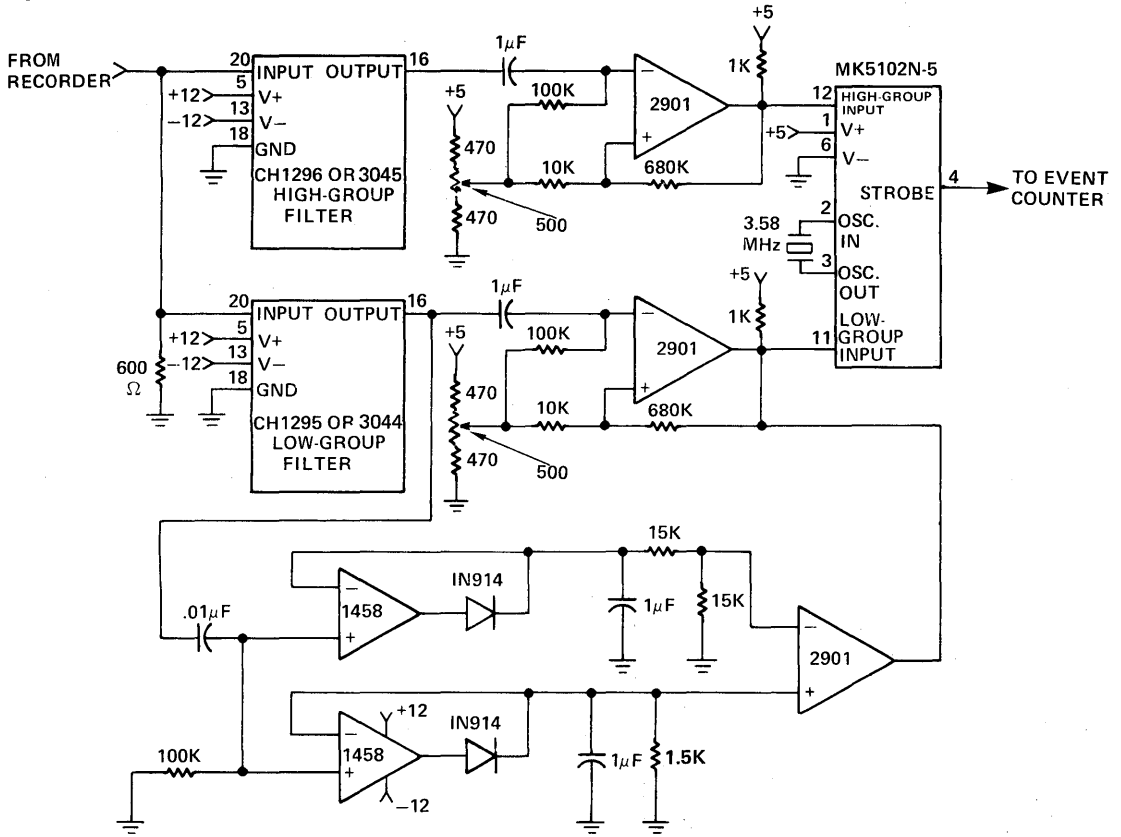 FROM
RECORDER
20
INPUT OUTPUT
16
5
+12
V+
13
-12
V−
18
GND
CH1296 OR 3045
HIGH-GROUP
FILTER
1μF
100K
+5
470
10K
470
500
−
2901
+
680K
+5
1K
MK5102N-5
12
HIGH-GROUP
INPUT
1
+5
V+
6
V−
STROBE
4
TO EVENT
COUNTER
2
OSC.
IN
3.58
MHz
3
OSC.
OUT
LOW-
GROUP
INPUT
11
20
INPUT OUTPUT
16
5
+12
V+
13
-12
V−
18
GND
600
Ω
CH1295 OR 3044
LOW-GROUP
FILTER
1μF
100K
+5
470
10K
470
500
−
2901
+
680K
+5
1K
.01μF
−
1458
+
IN914
15K
1μF
15K
−
2901
+
100K
−
1458
+
+12
−12
IN914
1μF
1.5K